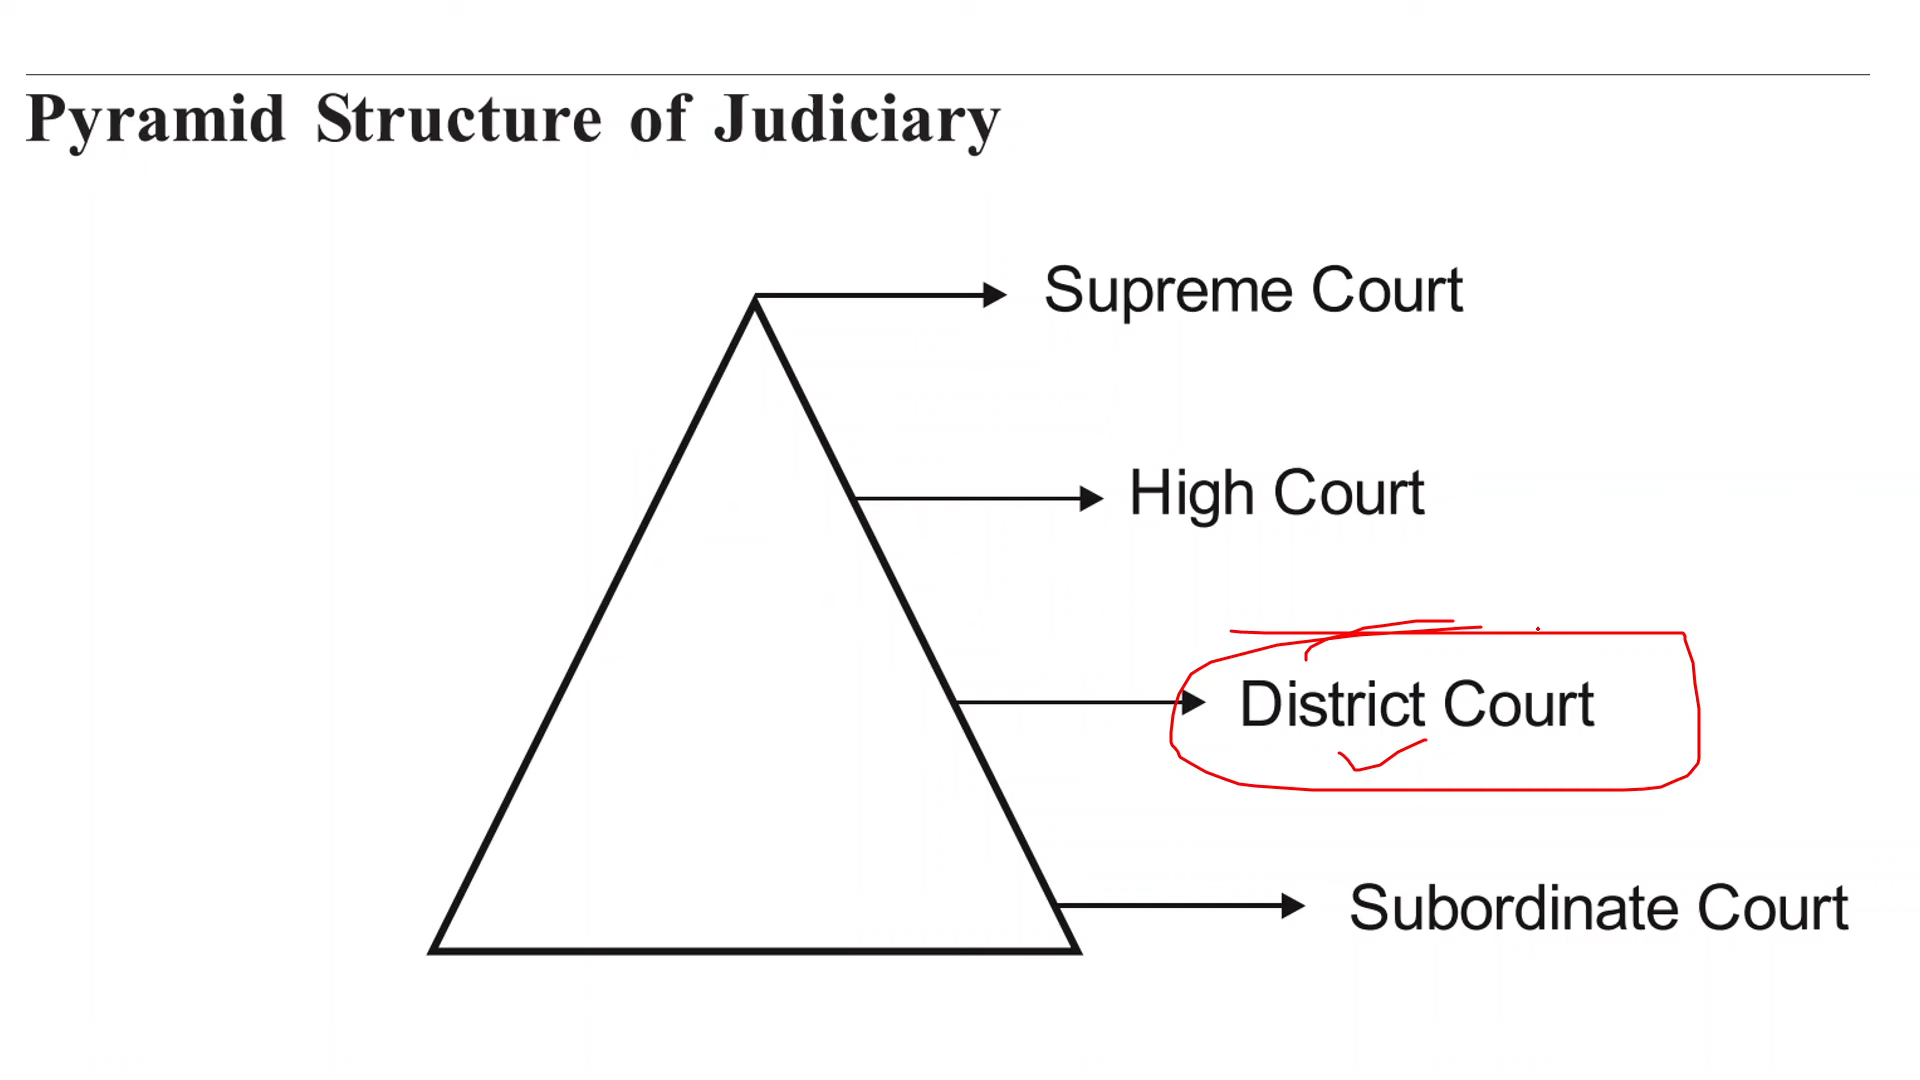 Pyramid Structure of Judiciary
Supreme Court
High Court
District Court
Subordinate Court